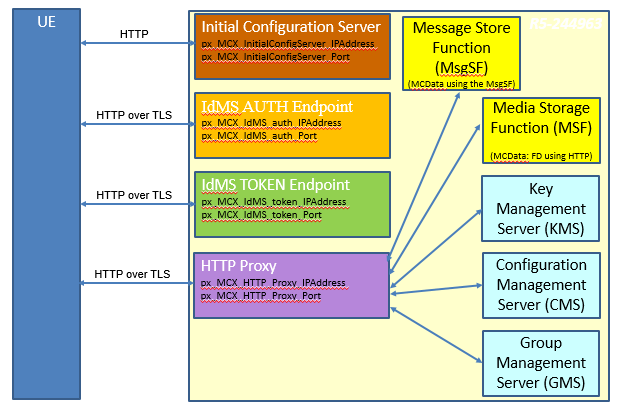 UE
HTTP
Initial Configuration Server
px_MCX_InitialConfigServer_IPAddress
px_MCX_InitialConfigServer_Port
HTTP over TLS
IdMS AUTH Endpoint
px_MCX_IdMS_auth_IPAddress
px_MCX_IdMS_auth_Port
HTTP over TLS
IdMS TOKEN Endpoint
px_MCX_IdMS_token_IPAddress
px_MCX_IdMS_token_Port
HTTP over TLS
HTTP Proxy
px_MCX_HTTP_Proxy_IPAddress
px_MCX_HTTP_Proxy_Port
Message Store
Function
(MsgSF)
(MCData using the MsgSF)
Media Storage
Function (MSF)
(MCData: FD using HTTP)
Key
Management
Server (KMS)
Configuration
Management
Server (CMS)
Group
Management
Server (GMS)